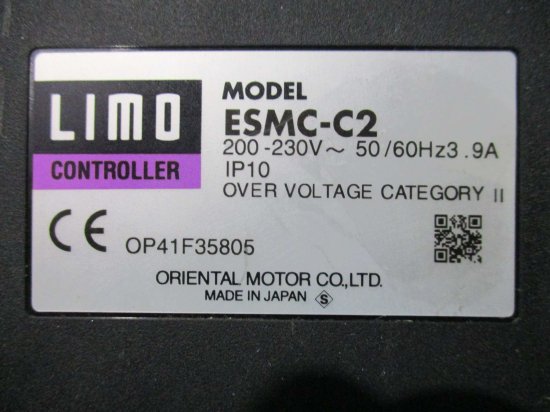 LIMO
CONTROLLER
MODEL
ESMC-C2
200-230V～ 50/60Hz3.9A
IP10
OVER VOLTAGE CATEGORY II
CE
OP41F35805
ORIENTAL MOTOR CO.,LTD.
MADE IN JAPAN S